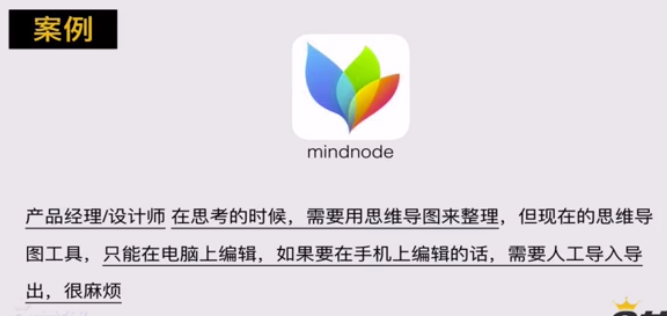 案例
mindnode
产品经理/设计师 在思考的时候，需要用思维导图来整理，但现在的思维导
图工具，只能在电脑上编辑，如果要在手机上编辑的话，需要人工导入导
出，很麻烦